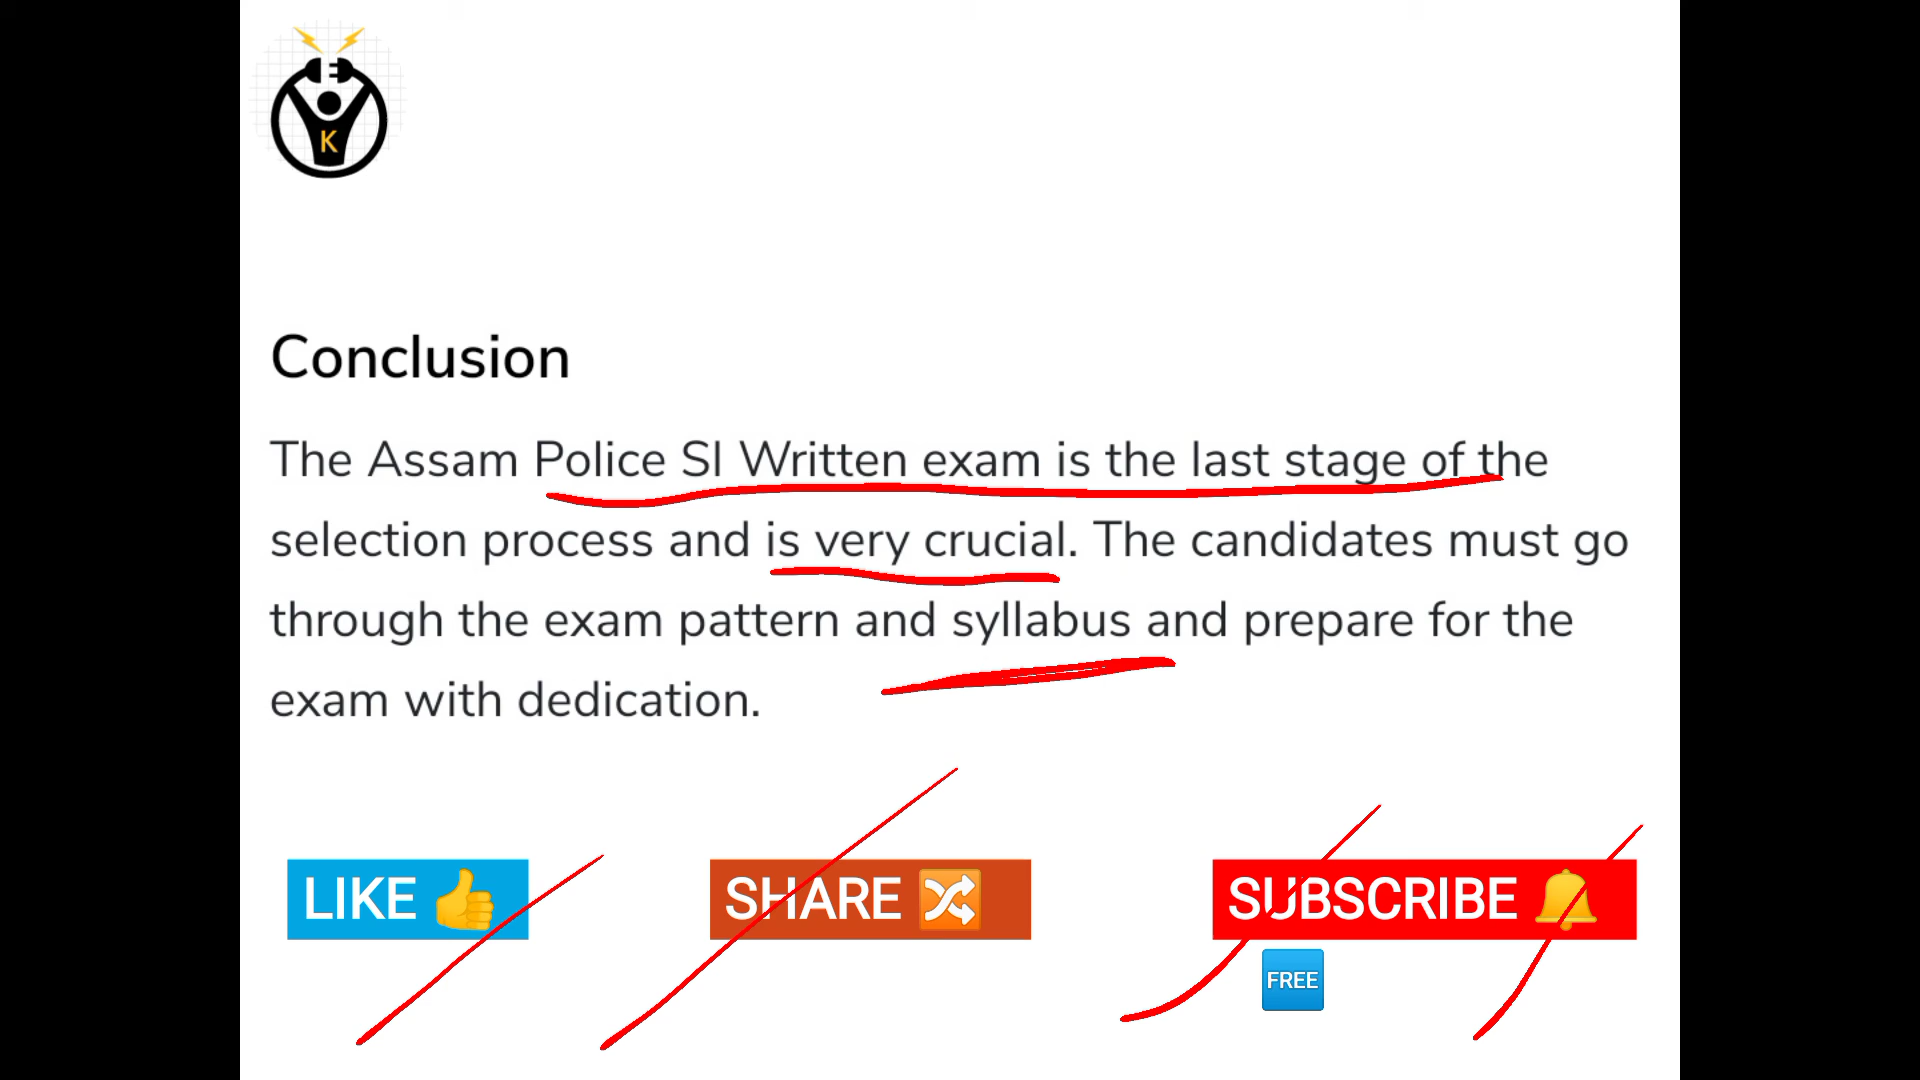 K
Conclusion
The Assam Police SI Written exam is the last stage of the
selection process and is very crucial. The candidates must go
through the exam pattern and syllabus and prepare for the
exam with dedication.
LIKE 👍 SHARE 🔀 SUBSCRIBE 🔔
FREE